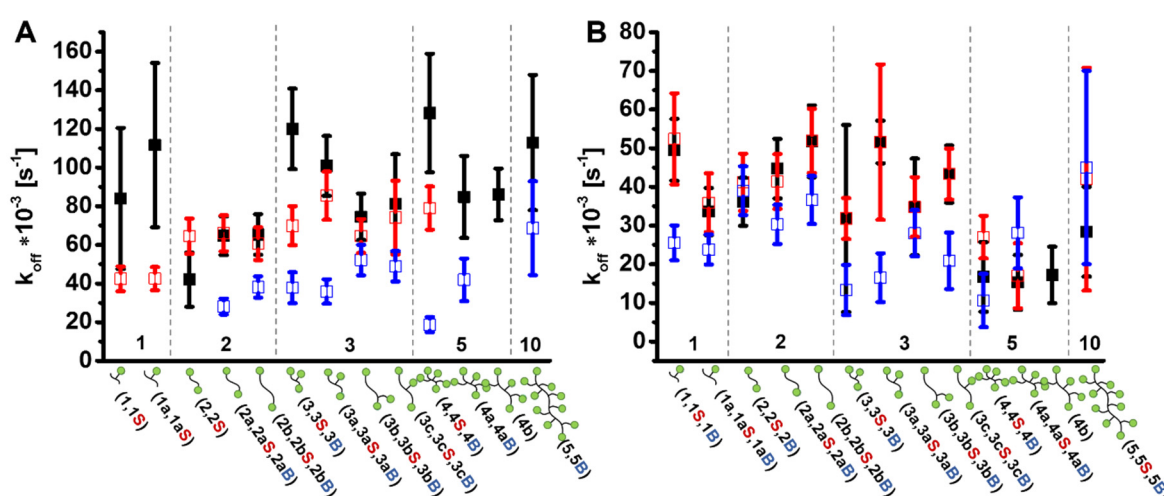 A
k_off *10⁻³ [s⁻¹]
160
140
120
100
80
60
40
20
0
1
2
3
5
10
(1,1S)
(1a,1aS)
(2,2S)
(2a,2aS,2aB)
(2b,2bS,2bB)
(3,3S,3B)
(3a,3aS,3aB)
(3b,3bS,3bB)
(3c,3cS,3cB)
(4,4S,4B)
(4a,4aB)
(4b)
(5,5B)
B
k_off *10⁻³ [s⁻¹]
80
70
60
50
40
30
20
10
0
1
2
3
5
10
(1,1S,1B)
(1a,1aS,1aB)
(2,2S,2B)
(2a,2aS,2aB)
(2b,2bS,2bB)
(3,3S,3B)
(3a,3aS,3aB)
(3b,3bS,3bB)
(3c,3cS,3cB)
(4,4S,4B)
(4a,4aS,4aB)
(4b)
(5,5S,5B